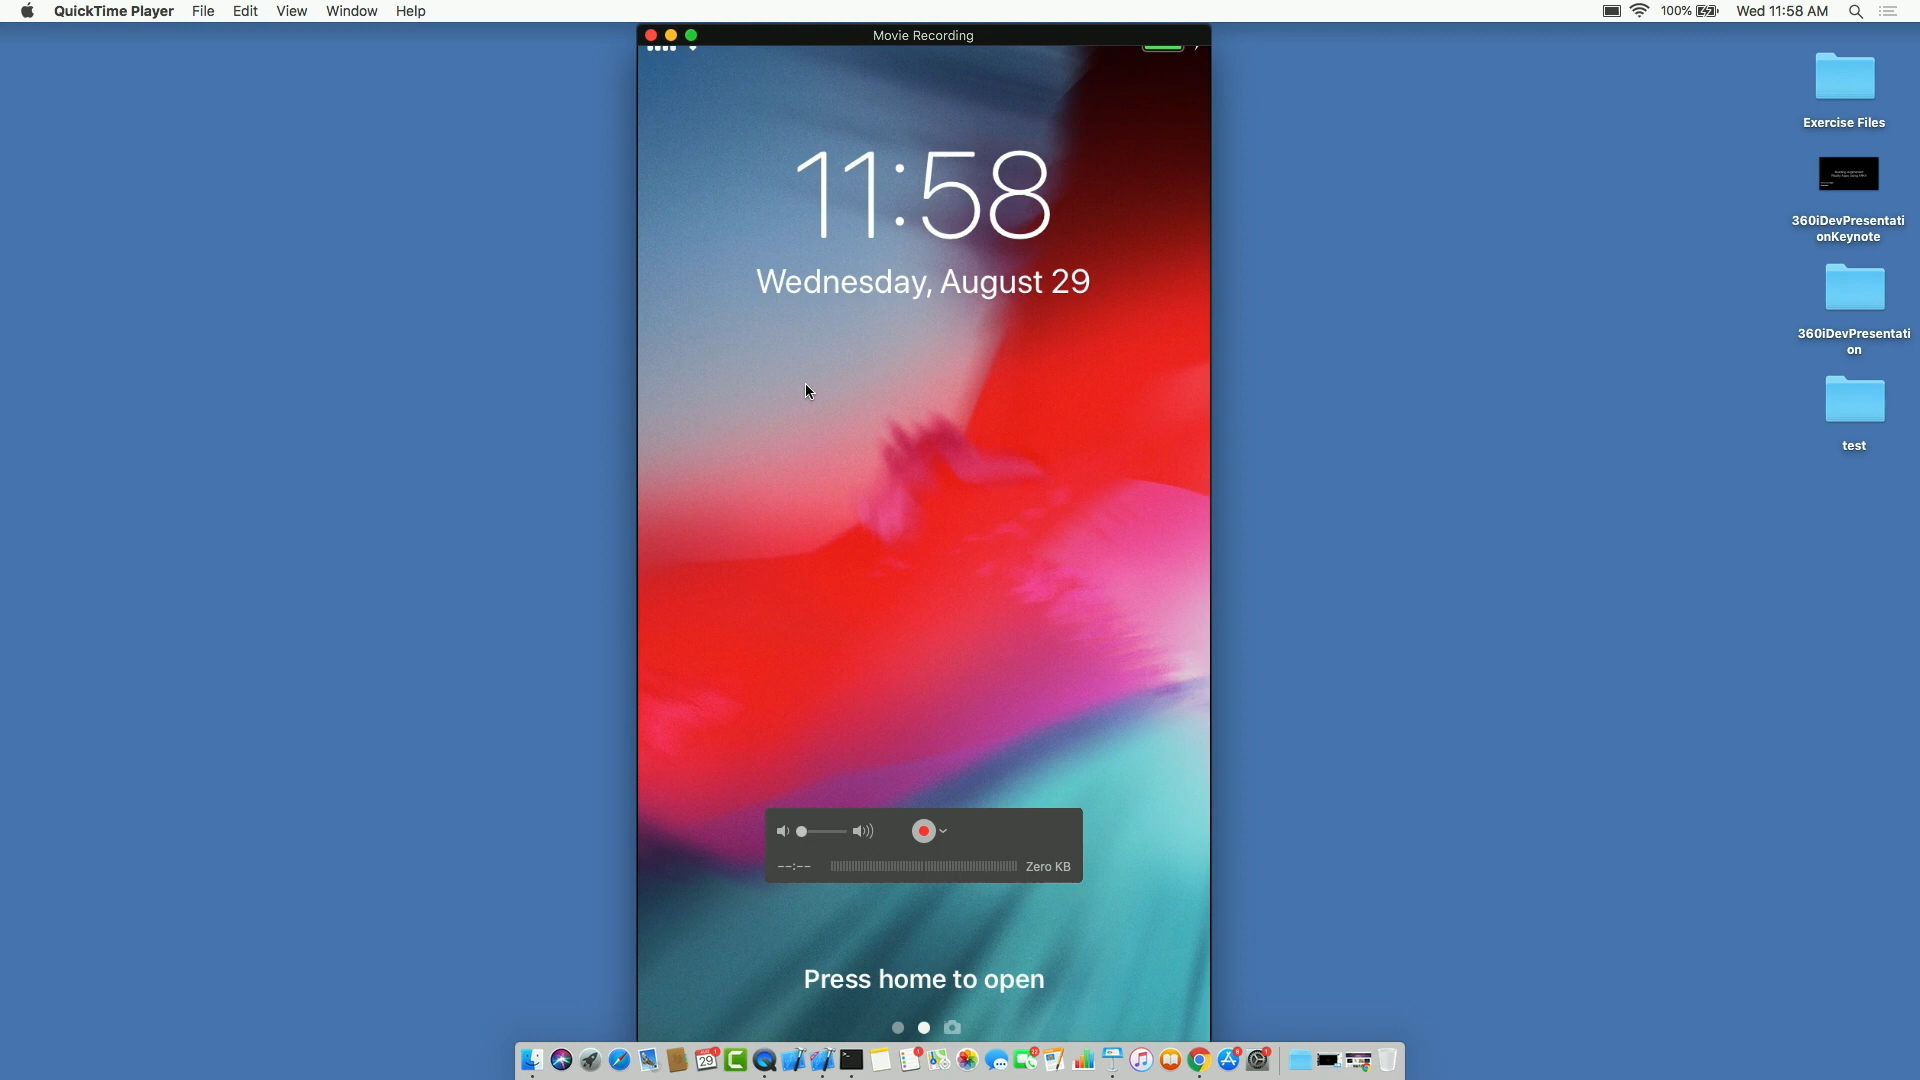 QuickTime Player File Edit View Window Help
100% Wed 11:58 AM
Movie Recording
11:58
Wednesday, August 29
Exercise Files
360iDevPresentati
onKeynote
360iDevPresentati
on
test
--:-- Zero KB
Press home to open
29